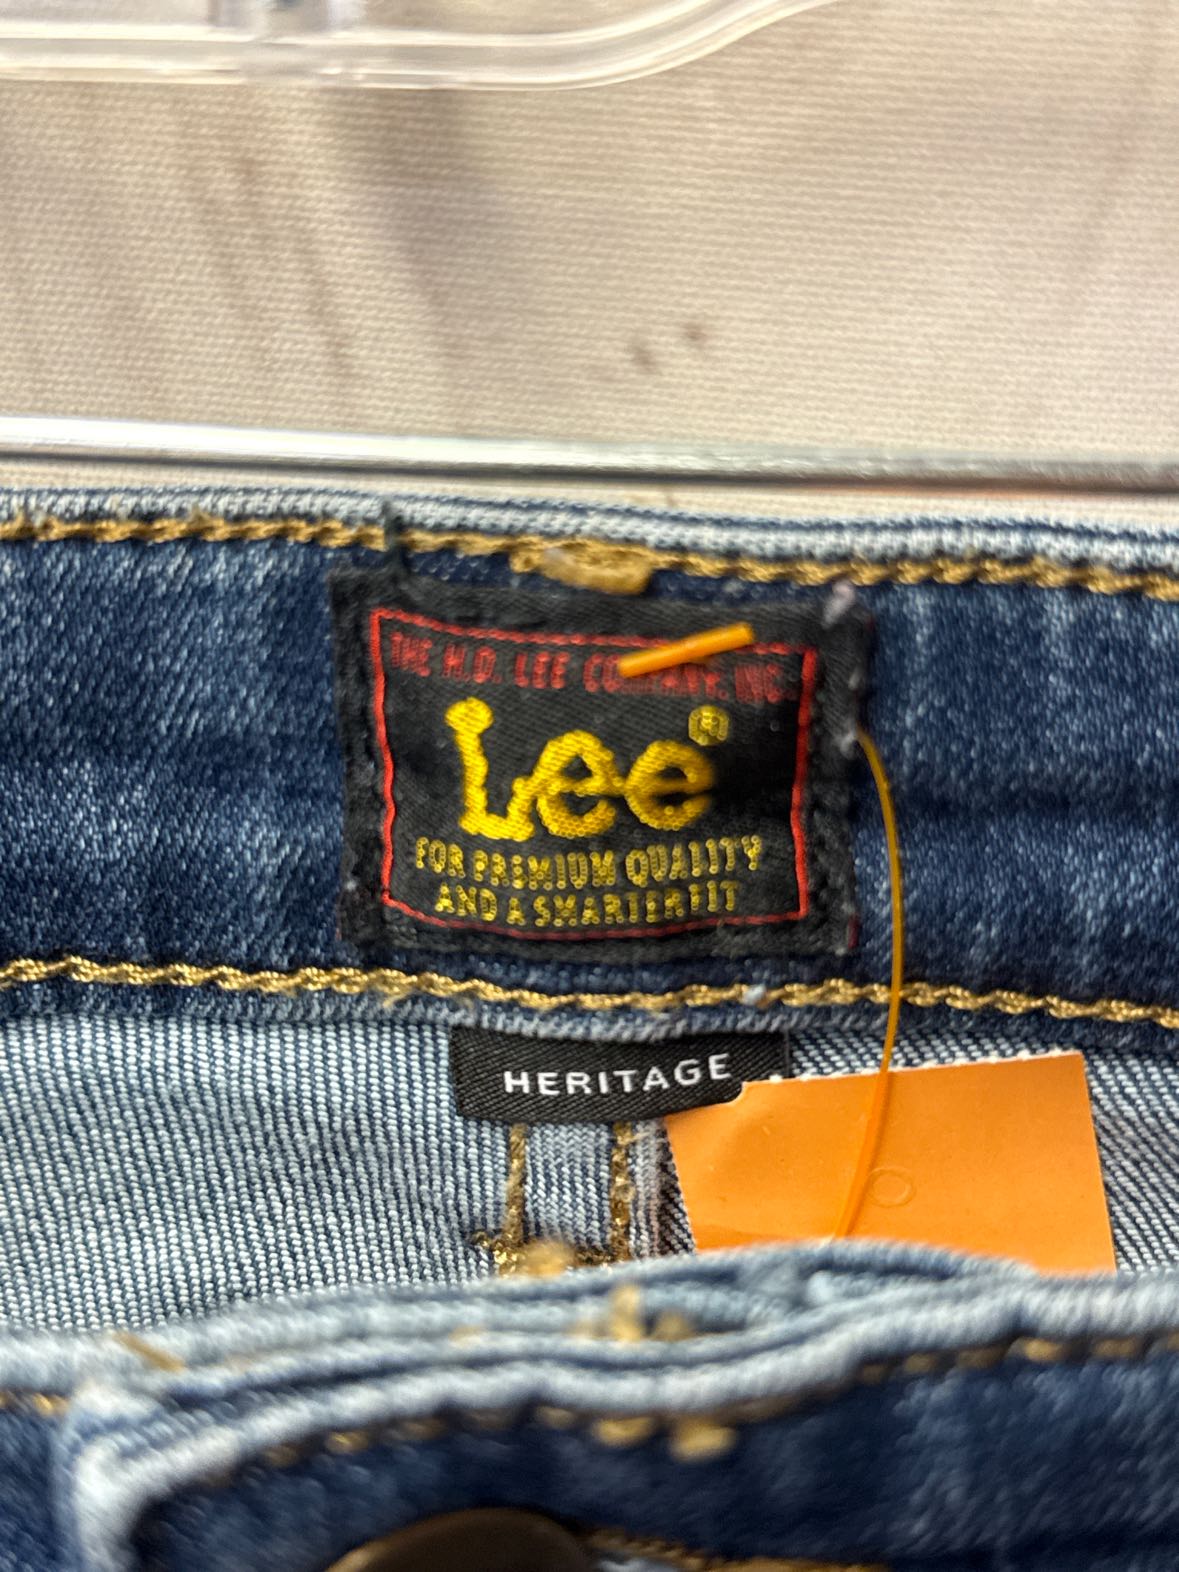 THE H.D. LEE COMPANY, INC.
Lee®
FOR PREMIUM QUALITY
AND A SMARTER FIT
HERITAGE